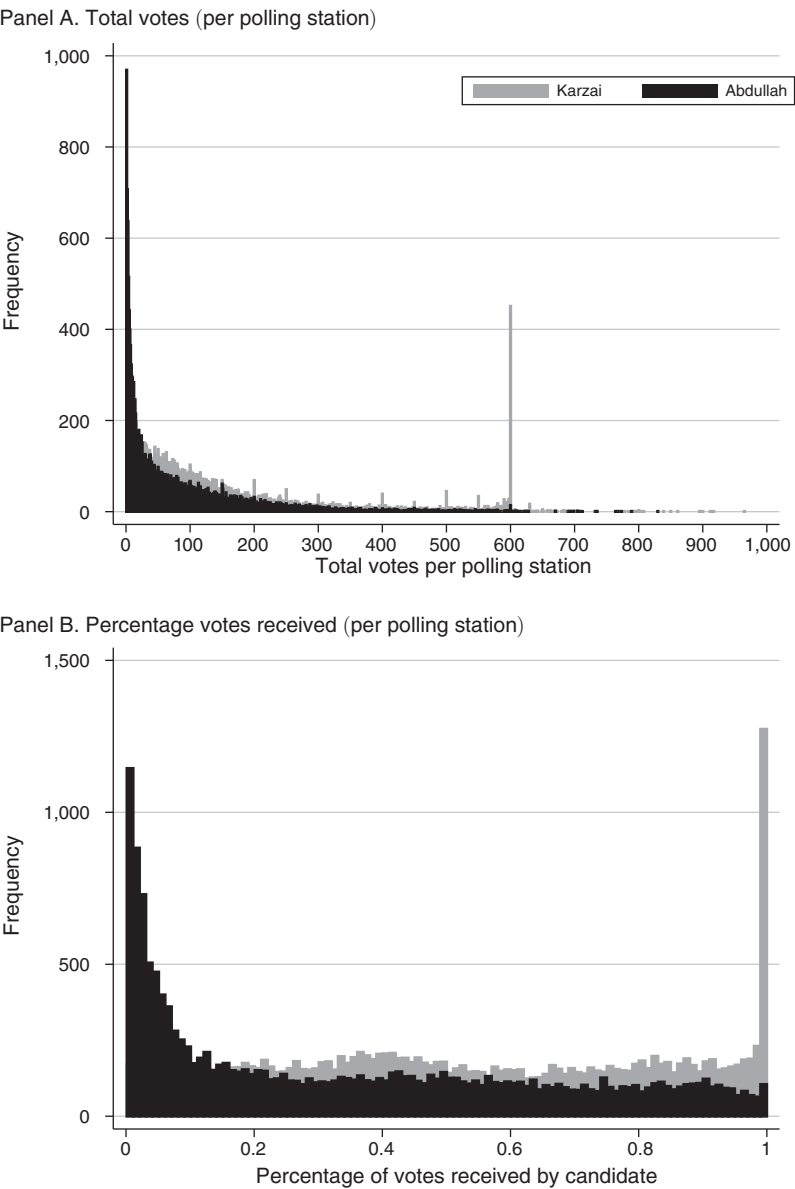 Panel A. Total votes (per polling station)
1,000
Karzai Abdullah
800
600
400
200
0
Frequency
0 100 200 300 400 500 600 700 800 900 1,000
Total votes per polling station
Panel B. Percentage votes received (per polling station)
1,500
1,000
500
0
Frequency
0 0.2 0.4 0.6 0.8 1
Percentage of votes received by candidate